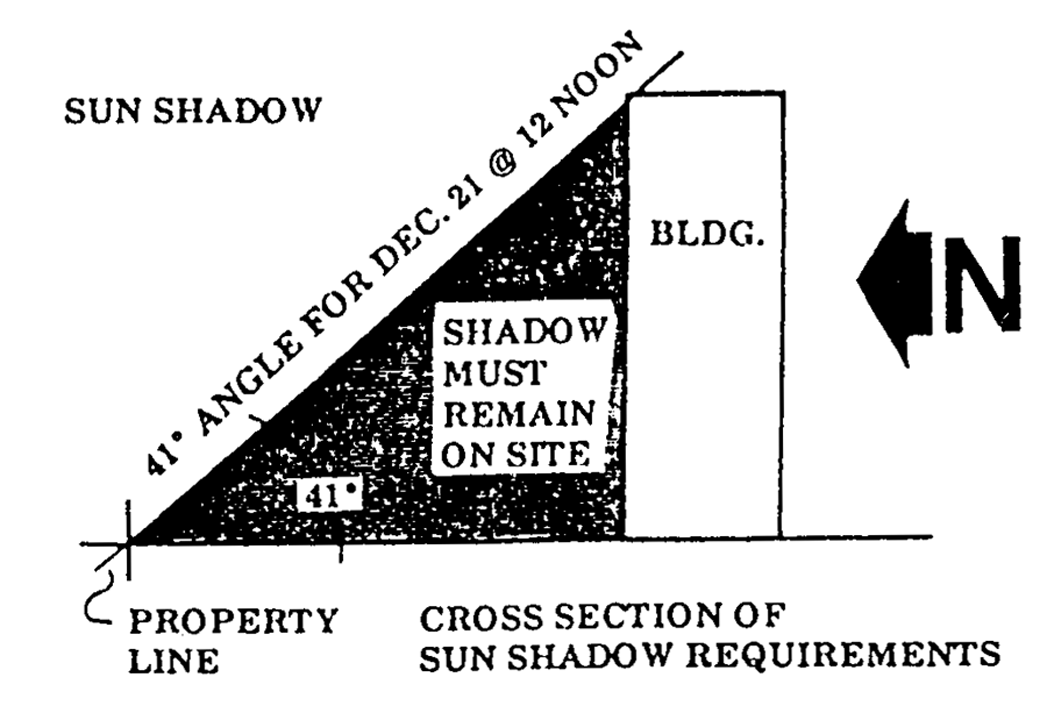 SUN SHADOW
41° ANGLE FOR DEC. 21 @ 12 NOON
BLDG.
N
SHADOW
MUST
REMAIN
ON SITE
41°
PROPERTY
LINE
CROSS SECTION OF
SUN SHADOW REQUIREMENTS